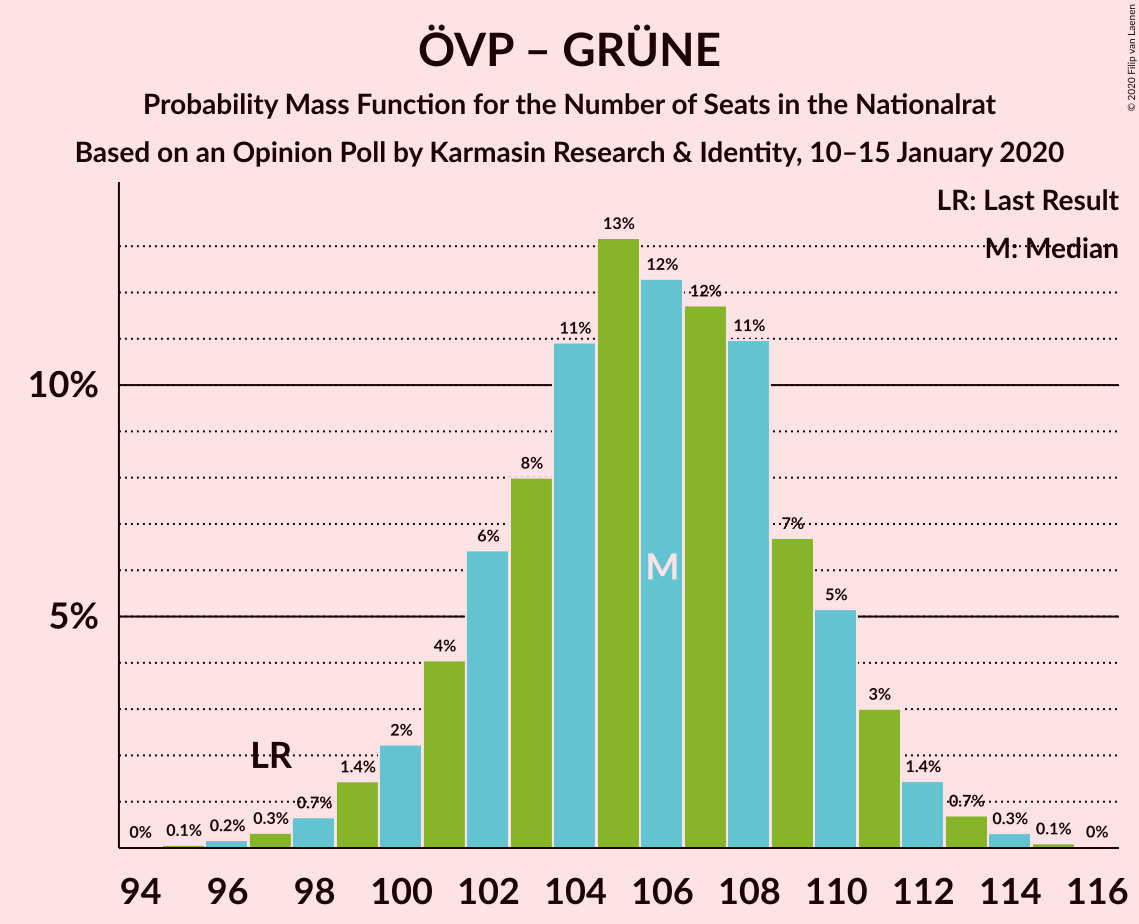 ÖVP – GRÜNE
Probability Mass Function for the Number of Seats in the Nationalrat
Based on an Opinion Poll by Karmasin Research & Identity, 10–15 January 2020
© 2020 Filip van Laenen
LR: Last Result
M: Median
10%
5%
0%
0.1%
0.2%
0.3%
0.7%
1.4%
2%
4%
6%
8%
11%
13%
12%
12%
11%
7%
5%
3%
1.4%
0.7%
0.3%
0.1%
0%
LR
M
94 96 98 100 102 104 106 108 110 112 114 116